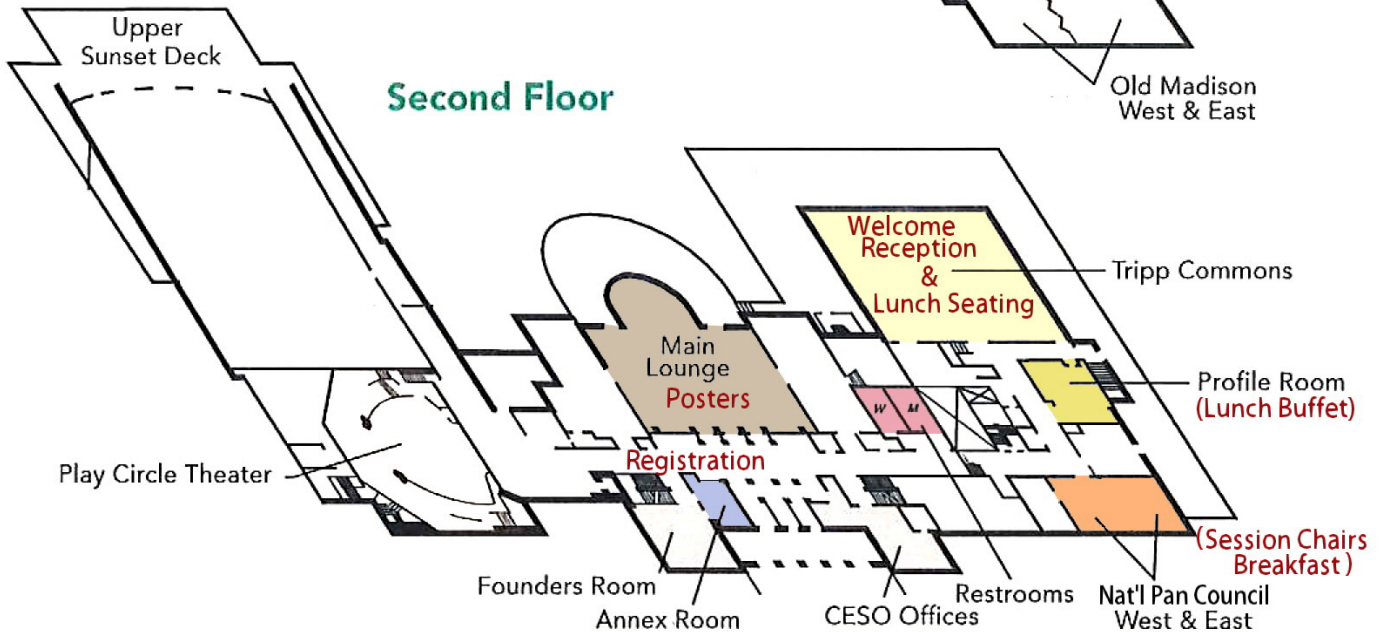 Upper
Sunset Deck
Second Floor
Old Madison
West & East
Welcome
Reception
&
Lunch Seating
Tripp Commons
Main
Lounge
Posters
W M
Profile Room
(Lunch Buffet)
Registration
Play Circle Theater
(Session Chairs
Breakfast )
Founders Room
Annex Room
CESO Offices
Restrooms
Nat'l Pan Council
West & East